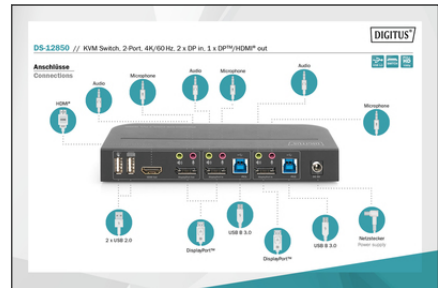 DIGITUS®
DS-12850 // KVM Switch, 2-Port, 4K/60 Hz, 2 x DP in, 1 x DP™/HDMI® out
Anschlüsse
Connections
Audio
Microphone
Audio
Microphone
Audio
HDMI®
Microphone
2 x USB 2.0
DisplayPort™
USB B 3.0
DisplayPort™
USB B 3.0
Netzstecker
Power supply